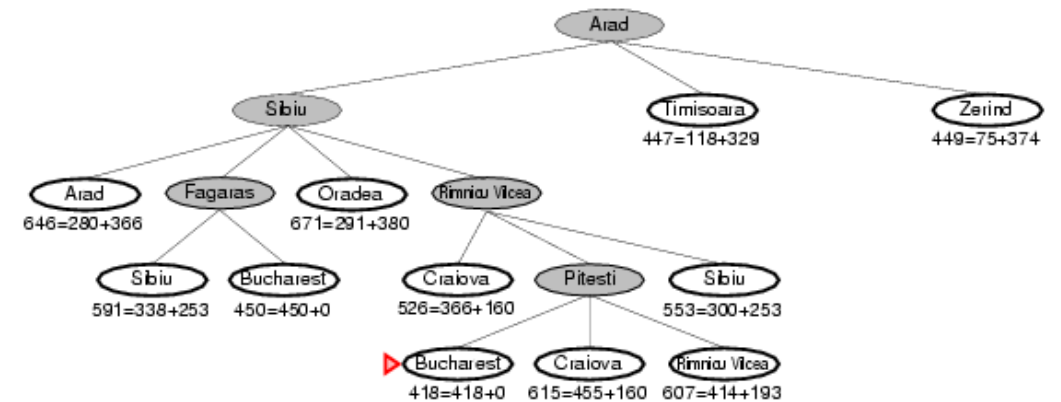 Arad
Sibiu Timisoara Zerind
447=118+329 449=75+374
Arad Fagaras Oradea Rimnicu Vilcea
646=280+366 671=291+380
Sibiu Bucharest Craiova Pitesti Sibiu
591=338+253 450=450+0 526=366+160 553=300+253
Bucharest Craiova Rimnicu Vilcea
418=418+0 615=455+160 607=414+193